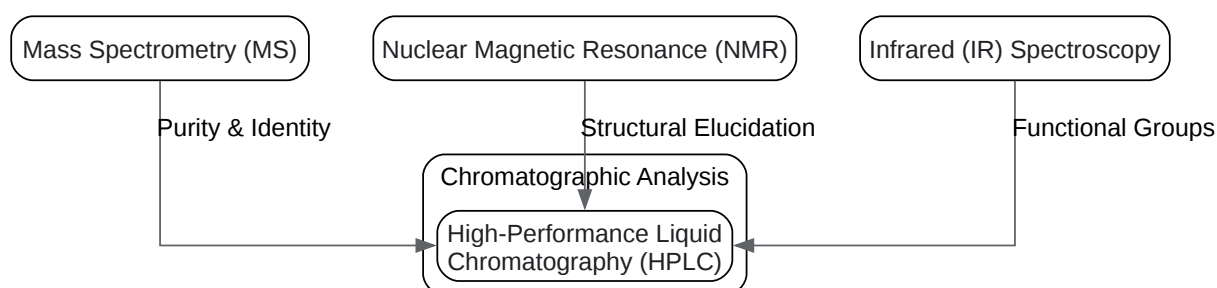 Mass Spectrometry (MS)
Nuclear Magnetic Resonance (NMR)
Infrared (IR) Spectroscopy
Purity & Identity
Structural Elucidation
Functional Groups
Chromatographic Analysis
High-Performance Liquid
Chromatography (HPLC)